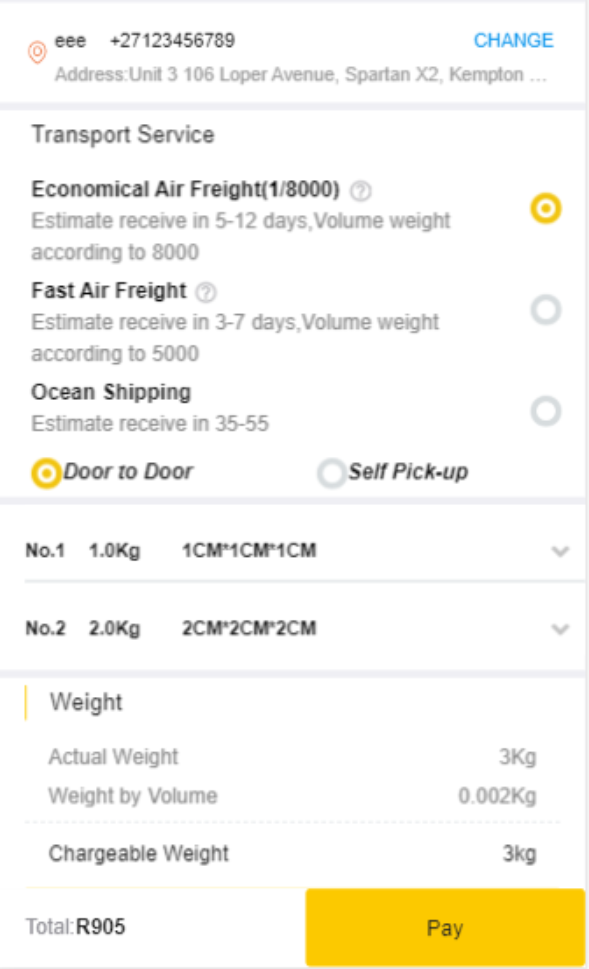 eee +27123456789 CHANGE
Address:Unit 3 106 Loper Avenue, Spartan X2, Kempton ...
Transport Service
Economical Air Freight(1/8000) ?
Estimate receive in 5-12 days,Volume weight
according to 8000
Fast Air Freight ?
Estimate receive in 3-7 days,Volume weight
according to 5000
Ocean Shipping
Estimate receive in 35-55
Door to Door Self Pick-up
No.1 1.0Kg 1CM*1CM*1CM
No.2 2.0Kg 2CM*2CM*2CM
Weight
Actual Weight 3Kg
Weight by Volume 0.002Kg
Chargeable Weight 3kg
Total:R905 Pay